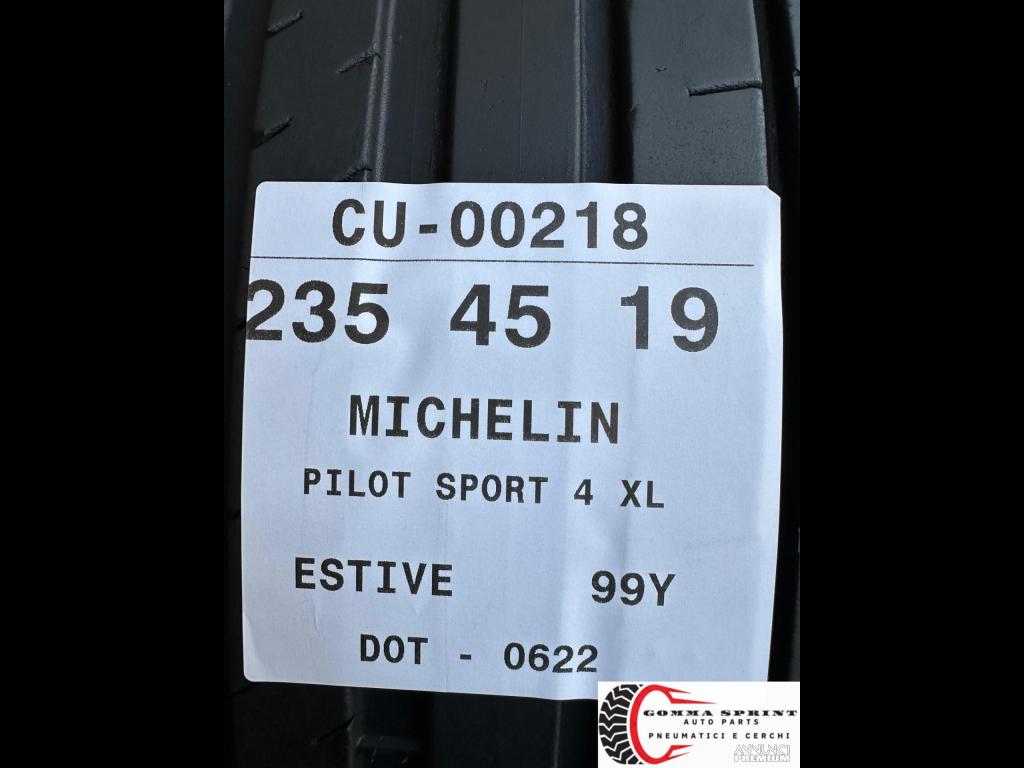 CU-00218
235 45 19
MICHELIN
PILOT SPORT 4 XL
ESTIVE 99Y
DOT - 0622
GOMMA SPRINT
AUTO PARTS
PNEUMATICI E CERCHI
ANNUNCI
PREMIUM